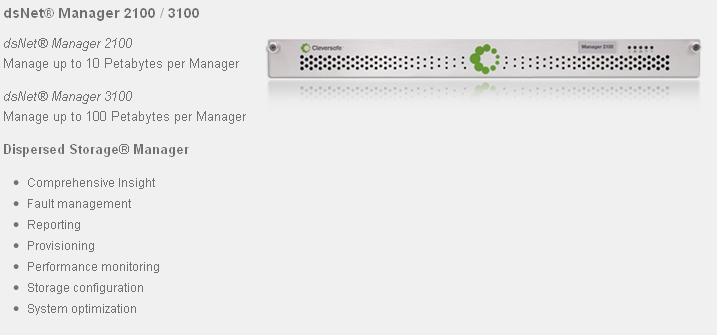 dsNet® Manager 2100 / 3100
dsNet® Manager 2100
Manage up to 10 Petabytes per Manager
dsNet® Manager 3100
Manage up to 100 Petabytes per Manager
Dispersed Storage® Manager
• Comprehensive Insight
• Fault management
• Reporting
• Provisioning
• Performance monitoring
• Storage configuration
• System optimization
Cleversafe
Manager 2100